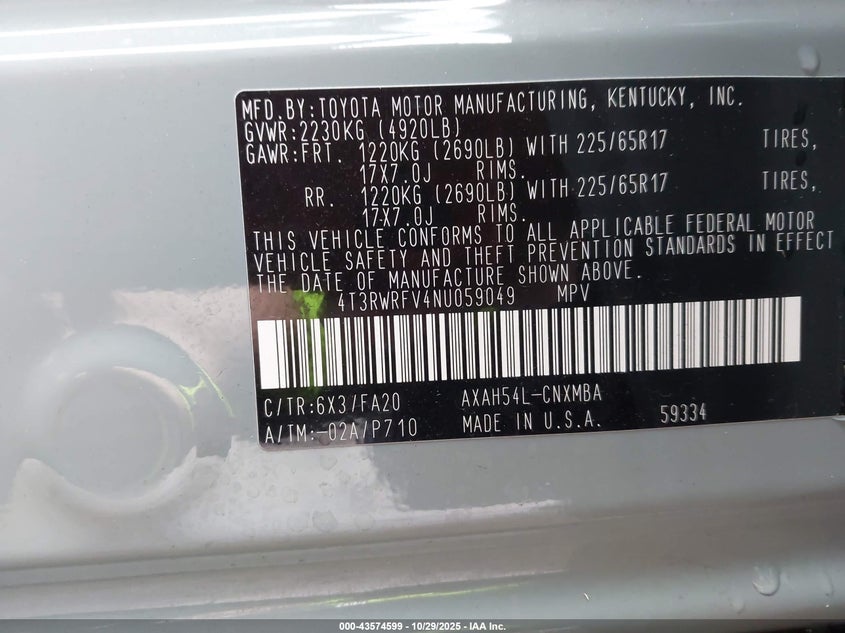 MFD.BY:TOYOTA MOTOR MANUFACTURING, KENTUCKY, INC.
GVWR:2230KG (4920LB)
GAWR:FRT. 1220KG (2690LB) WITH 225/65R17 TIRES,
17X7.0J RIMS.
RR. 1220KG (2690LB) WITH 225/65R17 TIRES,
17X7.0J RIMS.
THIS VEHICLE CONFORMS TO ALL APPLICABLE FEDERAL MOTOR
VEHICLE SAFETY AND THEFT PREVENTION STANDARDS IN EFFECT
THE DATE OF MANUFACTURE SHOWN ABOVE.
4T3RWRFV4NU059049 MPV
C/TR:6X3/FA20 AXAH54L-CNXMBA
A/TM:-02A/P710 MADE IN U.S.A. 59334
000-43574599 | 10/29/2025 - IAA Inc.